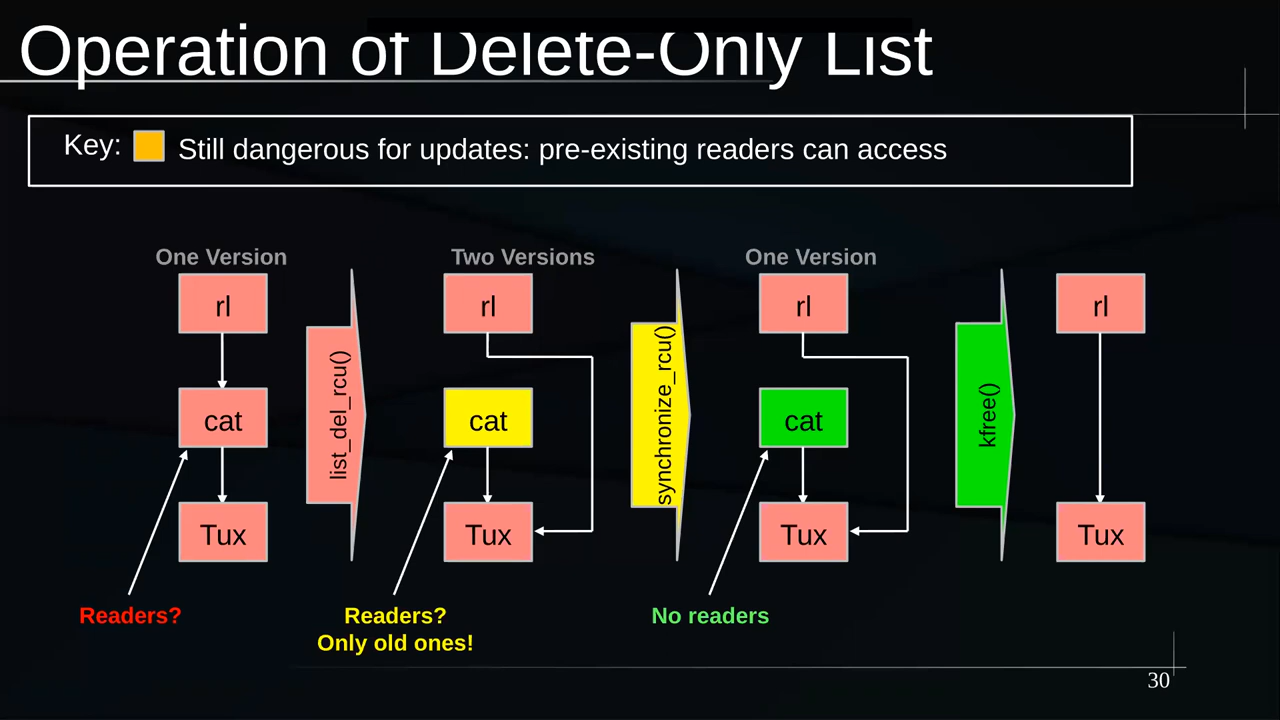 Operation of Delete-Only List
Key: Still dangerous for updates: pre-existing readers can access
One Version
Two Versions
One Version
rl
rl
rl
rl
list_del_rcu()
synchronize_rcu()
kfree()
cat
cat
cat
Tux
Tux
Tux
Tux
Readers?
Readers?
Only old ones!
No readers
30